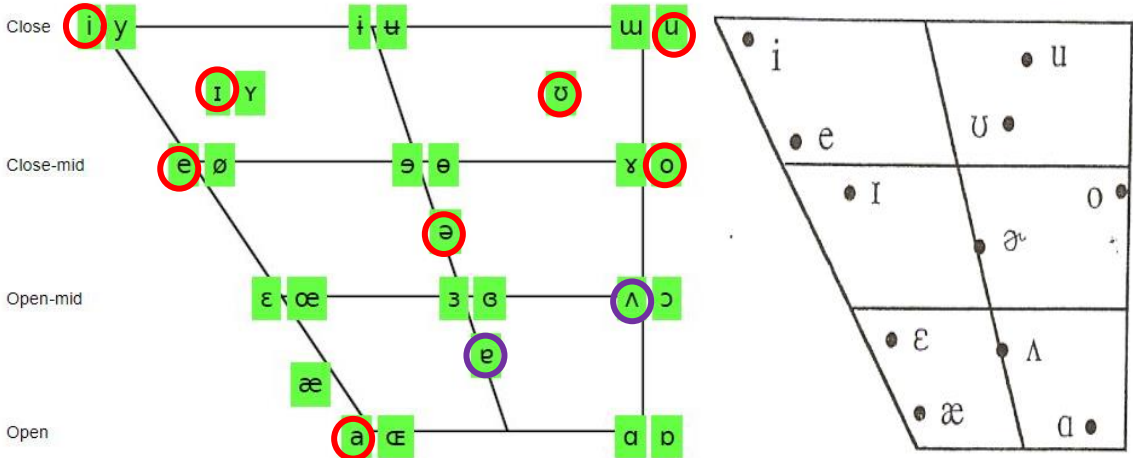 Close i y ɨ ʉ ɯ u
ɪ ʏ ʊ
Close-mid e ø ɘ ɵ ɤ o
ə
Open-mid ɛ œ ɜ ɞ ʌ ɔ
ɐ
æ
Open a ɶ ɑ ɒ
i u
e ʊ
ɪ o
ɚ
ɛ ʌ
æ ɑ